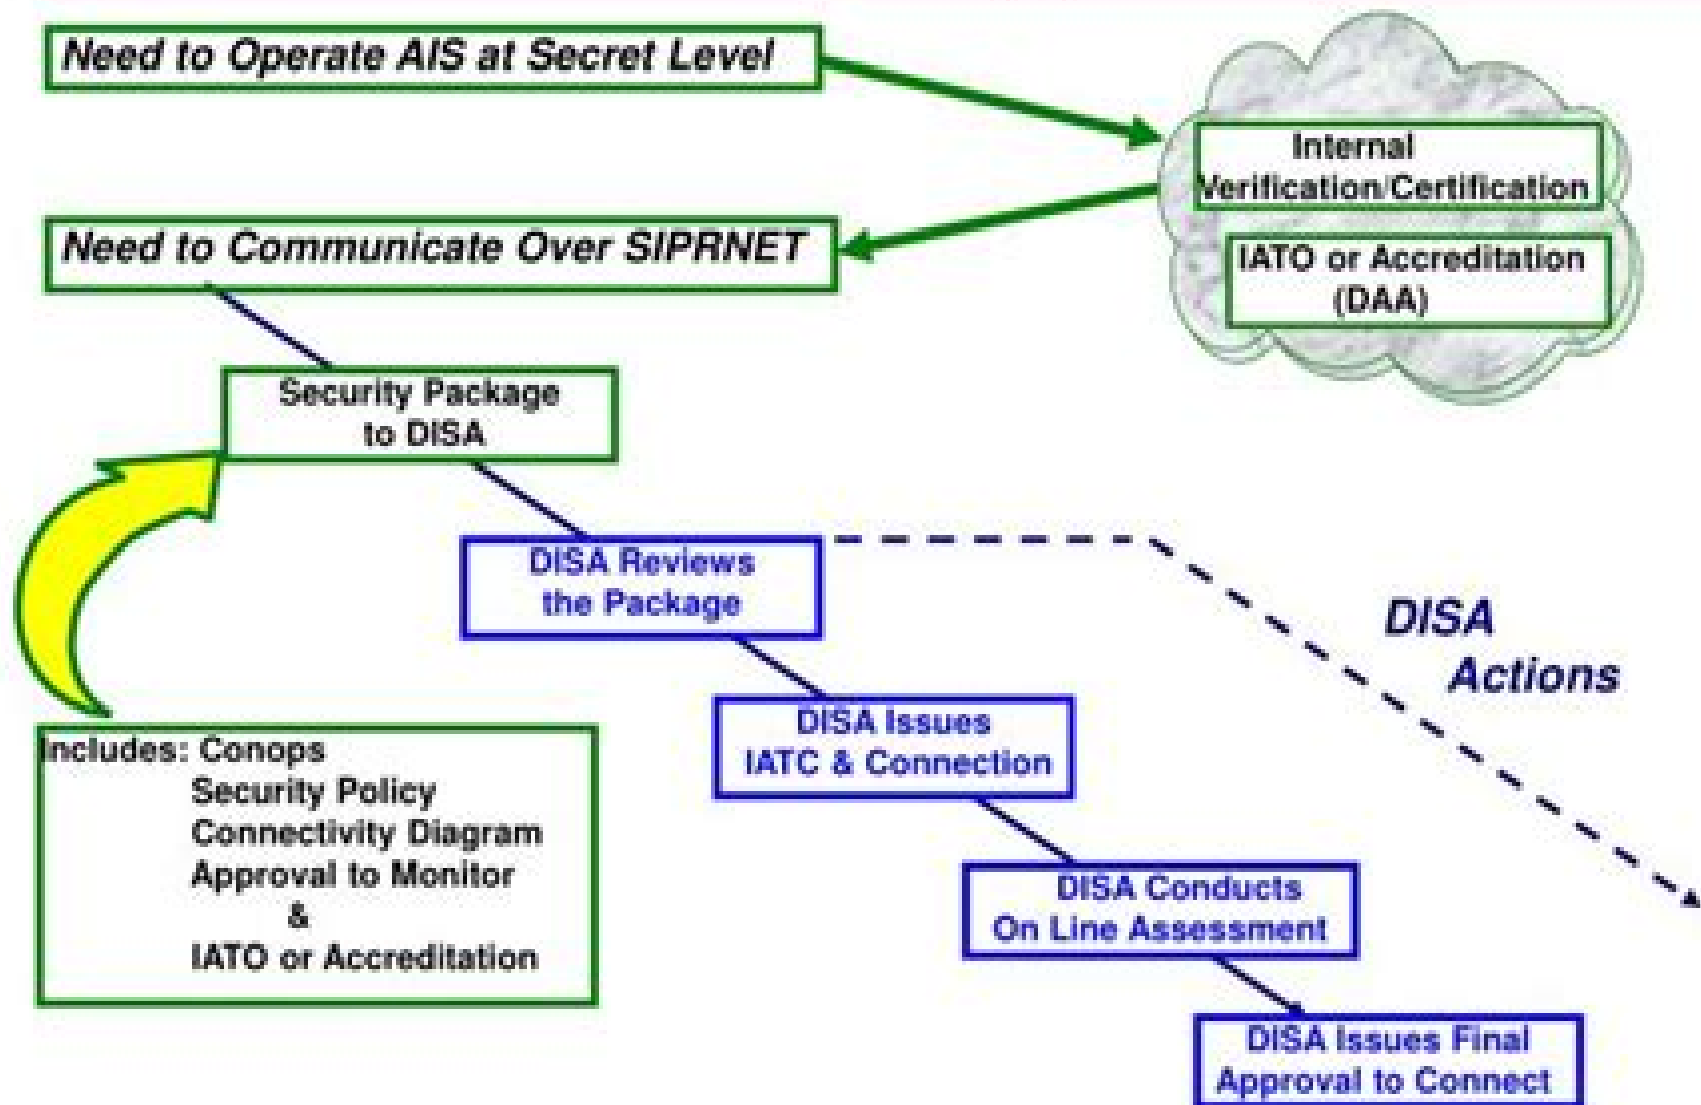 Need to Operate AIS at Secret Level
Internal
Verification/Certification
Need to Communicate Over SIPRNET
IATO or Accreditation
(DAA)
Security Package
to DISA
DISA Reviews
the Package
DISA
Actions
DISA Issues
IATC & Connection
Includes: Conops
Security Policy
Connectivity Diagram
Approval to Monitor
&
IATO or Accreditation
DISA Conducts
On Line Assessment
DISA Issues Final
Approval to Connect